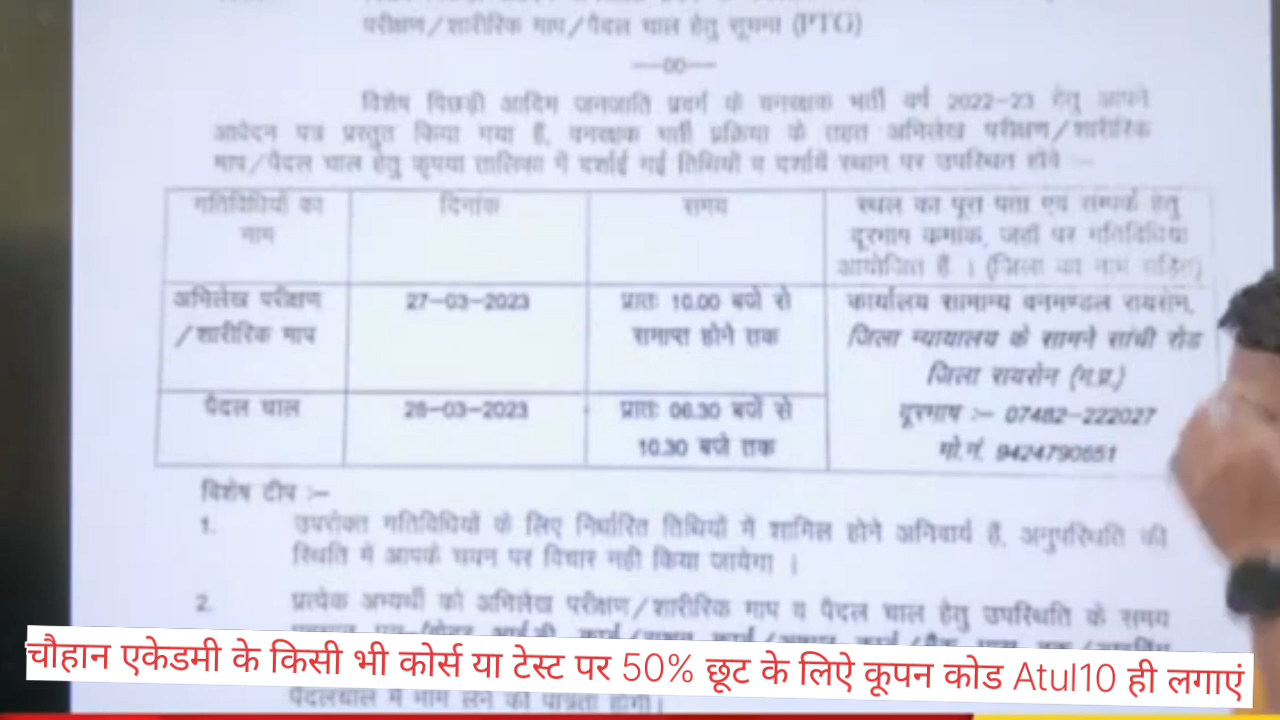 परीक्षण/शारीरिक माप/पैदल चाल हेतु सूचना (PTG)
—00—
विशेष पिछड़ी आदिम जनजाति प्रवर्ग के वनरक्षक भर्ती वर्ष 2022-23 हेतु आपने
आवेदन पत्र प्रस्तुत किया गया है, वनरक्षक भर्ती प्रक्रिया के तहत अभिलेख परीक्षण/शारीरिक
माप/पैदल चाल हेतु कृपया तालिका में दर्शाई गई तिथियों व दर्शाये स्थान पर उपस्थित होवे :-
गतिविधियों का
नाम
दिनांक
समय
स्थल का पूरा पता एवं सम्पर्क हेतु
दूरभाष कमांक, जहाँ पर गतिविधिया
आयोजित है । (जिला का नाम सहित)
अभिलेख परीक्षण
/शारीरिक माप
27-03-2023
प्रातः 10.00 बजे से
समाप्त होने तक
कार्यालय सामान्य वनमण्डल रायसेन,
जिला न्यायालय के सामने सांची रोड
जिला रायसेन (म.प्र.)
दूरभाष :- 07482-222027
मो.नं. 9424790651
पैदल चाल
28-03-2023
प्रातः 06.30 बजे से
10.30 बजे तक
विशेष टीप :-
1. उपरोक्त गतिविधियों के लिए निर्धारित तिथियों में शामिल होने अनिवार्य है, अनुपस्थिति की
स्थिति में आपके चयन पर विचार नही किया जायेगा ।
2. प्रत्येक अभ्यर्थी को अभिलेख परीक्षण/शारीरिक माप व पैदल चाल हेतु उपस्थिति के समय
चौहान एकेडमी के किसी भी कोर्स या टेस्ट पर 50% छूट के लिऐ कूपन कोड Atul10 ही लगाएं
पैदलचाल में भाग लेने की पात्रता होगी।